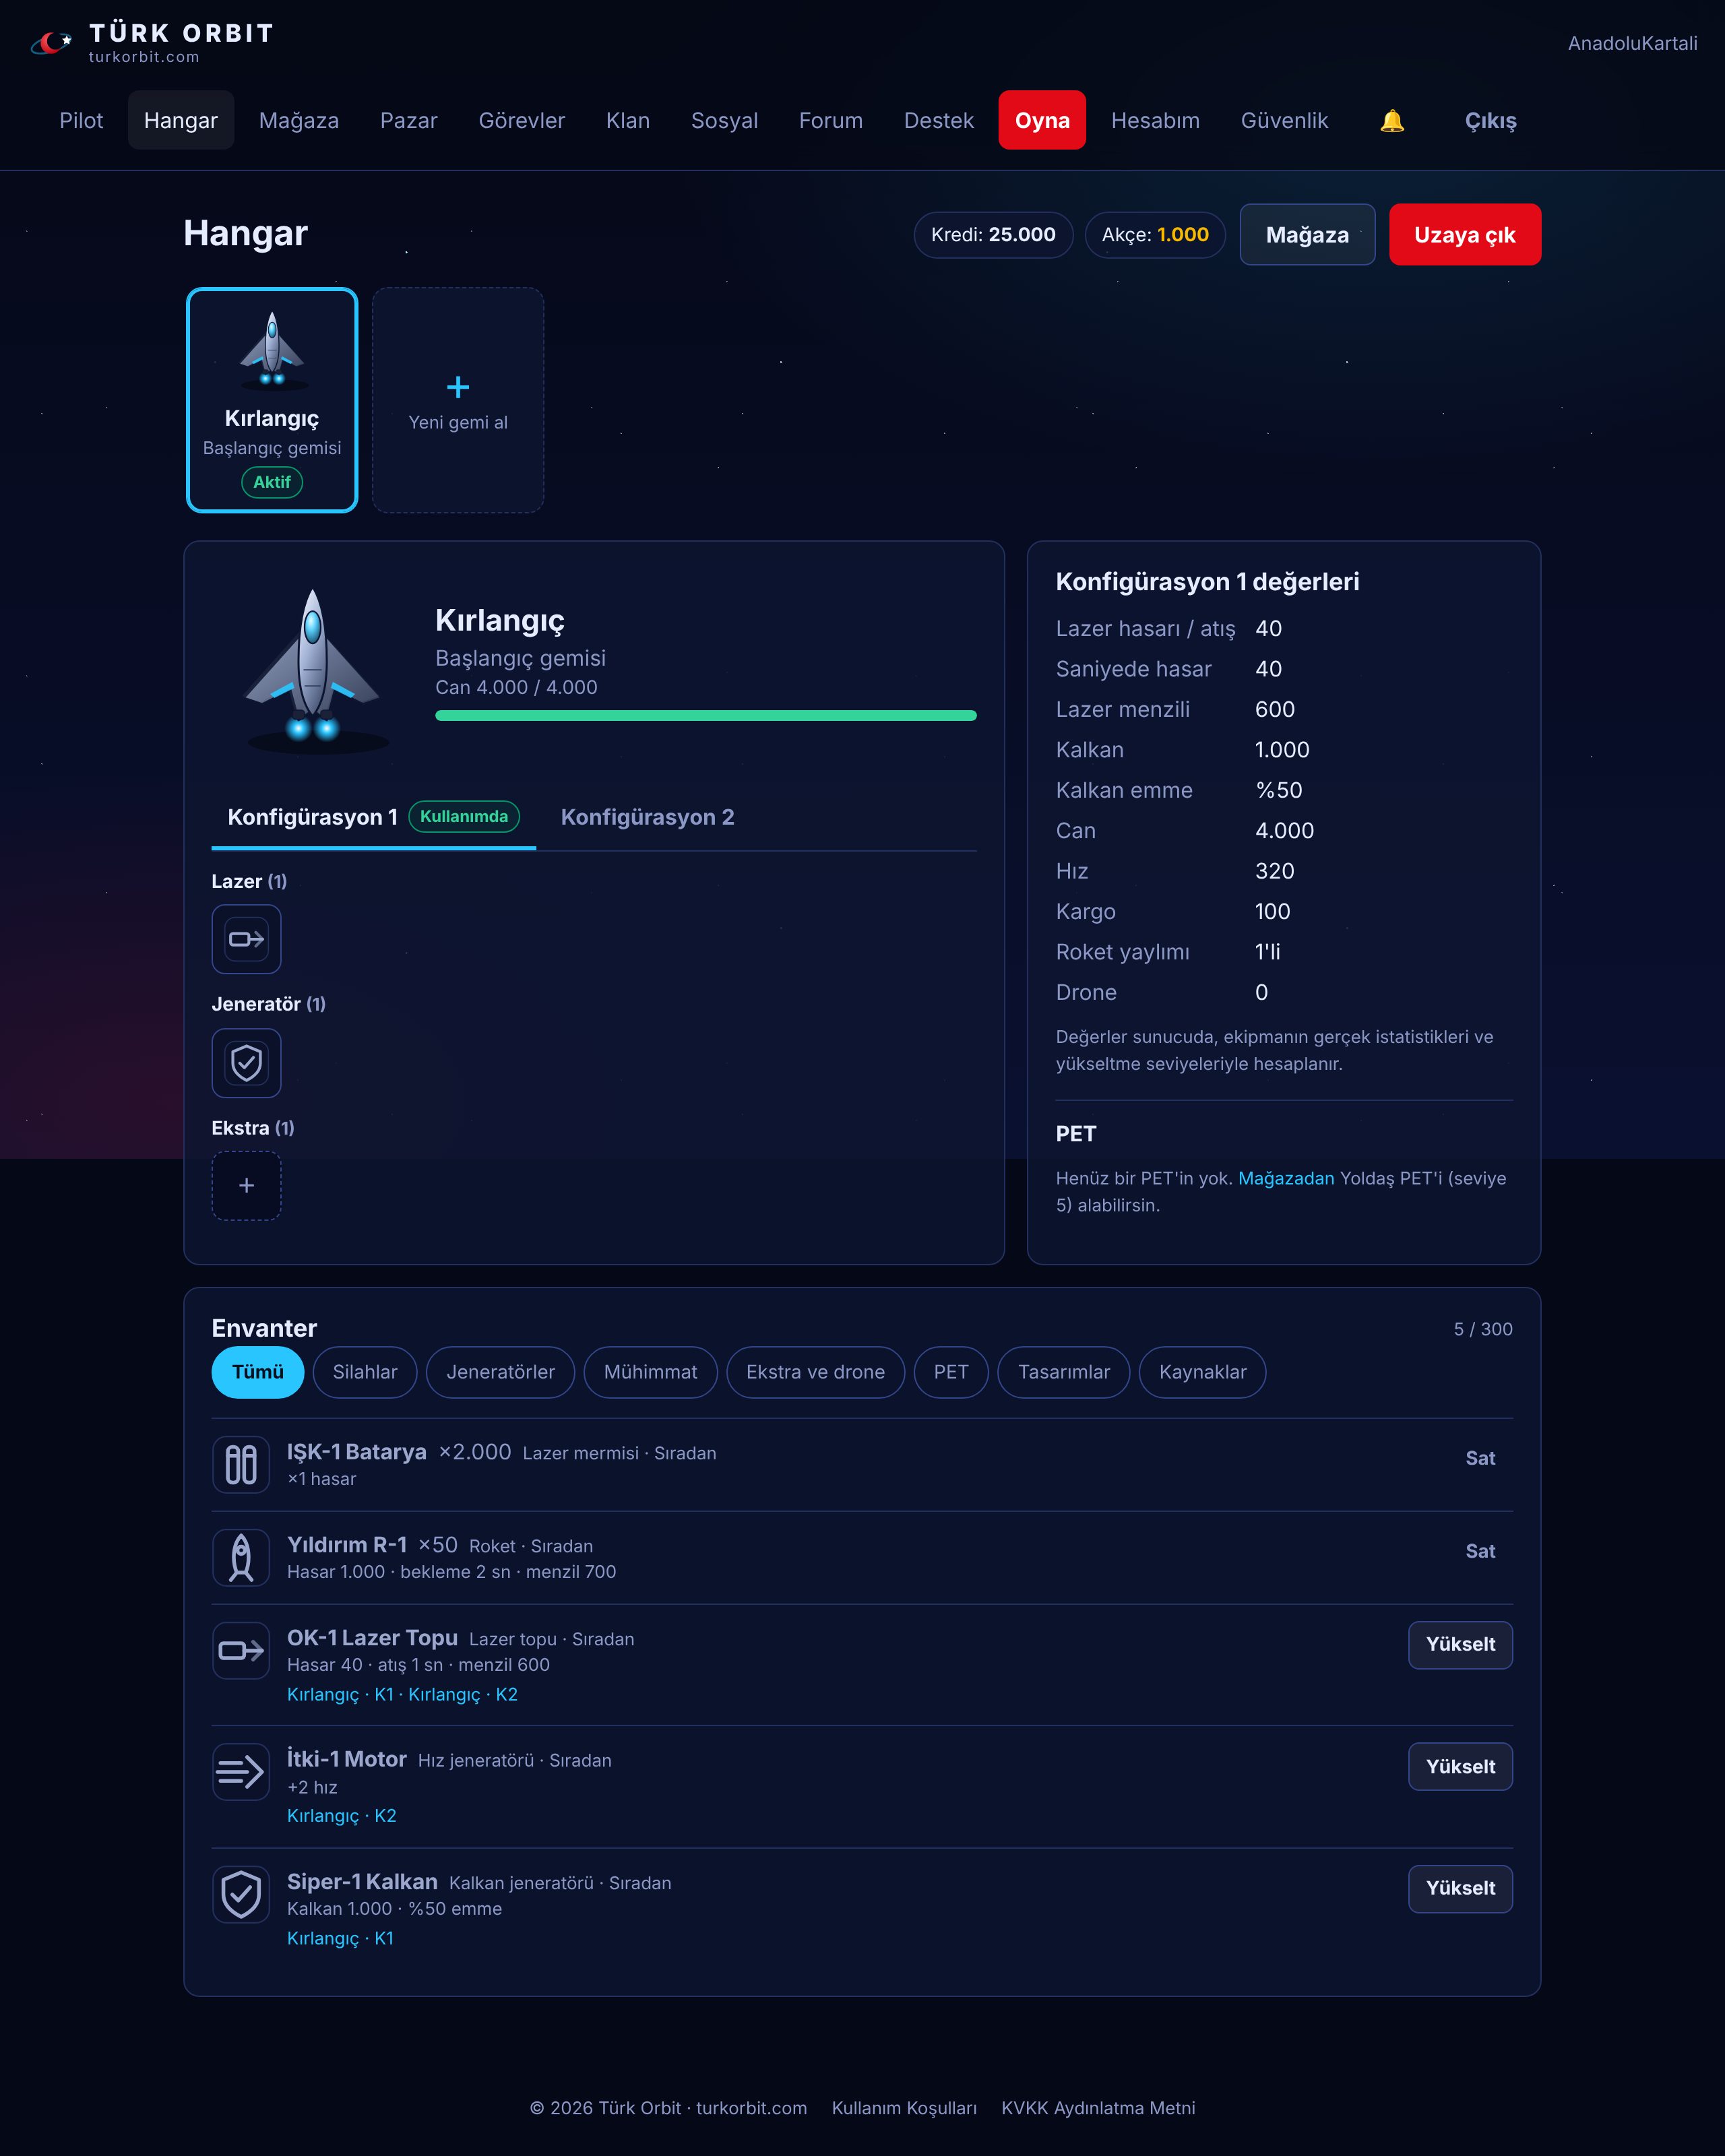 TÜRK ORBIT
turkorbit.com
AnadoluKartali
Pilot Hangar Mağaza Pazar Görevler Klan Sosyal Forum Destek Oyna Hesabım Güvenlik Çıkış
Hangar
Kredi: 25.000 Akçe: 1.000 Mağaza Uzaya çık
Kırlangıç
Başlangıç gemisi
Aktif
+
Yeni gemi al
Kırlangıç
Başlangıç gemisi
Can 4.000 / 4.000
Konfigürasyon 1 Kullanımda Konfigürasyon 2
Lazer (1)
Jeneratör (1)
Ekstra (1)
+
Konfigürasyon 1 değerleri
Lazer hasarı / atış 40
Saniyede hasar 40
Lazer menzili 600
Kalkan 1.000
Kalkan emme %50
Can 4.000
Hız 320
Kargo 100
Roket yaylımı 1'li
Drone 0
Değerler sunucuda, ekipmanın gerçek istatistikleri ve
yükseltme seviyeleriyle hesaplanır.
PET
Henüz bir PET'in yok. Mağazadan Yoldaş PET'i (seviye
5) alabilirsin.
Envanter 5 / 300
Tümü Silahlar Jeneratörler Mühimmat Ekstra ve drone PET Tasarımlar Kaynaklar
IŞK-1 Batarya ×2.000 Lazer mermisi · Sıradan Sat
×1 hasar
Yıldırım R-1 ×50 Roket · Sıradan Sat
Hasar 1.000 · bekleme 2 sn · menzil 700
OK-1 Lazer Topu Lazer topu · Sıradan Yükselt
Hasar 40 · atış 1 sn · menzil 600
Kırlangıç · K1 · Kırlangıç · K2
İtki-1 Motor Hız jeneratörü · Sıradan Yükselt
+2 hız
Kırlangıç · K2
Siper-1 Kalkan Kalkan jeneratörü · Sıradan Yükselt
Kalkan 1.000 · %50 emme
Kırlangıç · K1
© 2026 Türk Orbit · turkorbit.com Kullanım Koşulları KVKK Aydınlatma Metni